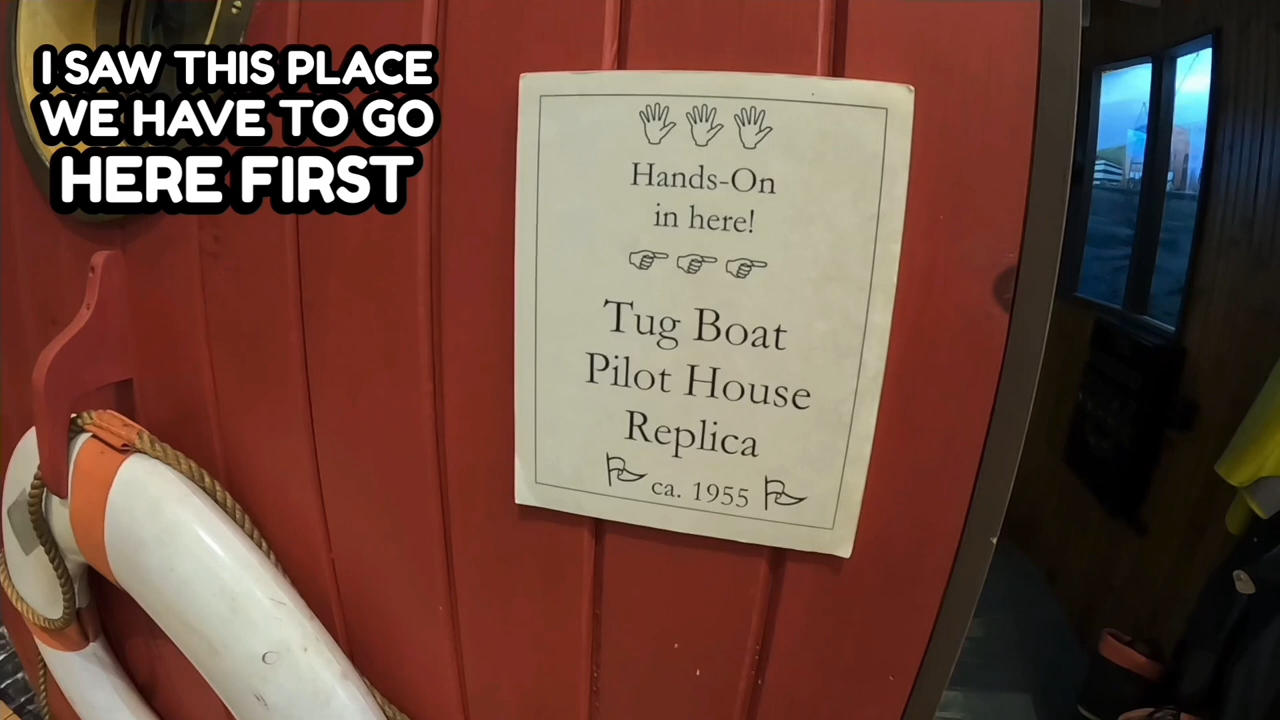 I SAW THIS PLACE
WE HAVE TO GO
HERE FIRST
Hands-On
in here!
Tug Boat
Pilot House
Replica
ca. 1955